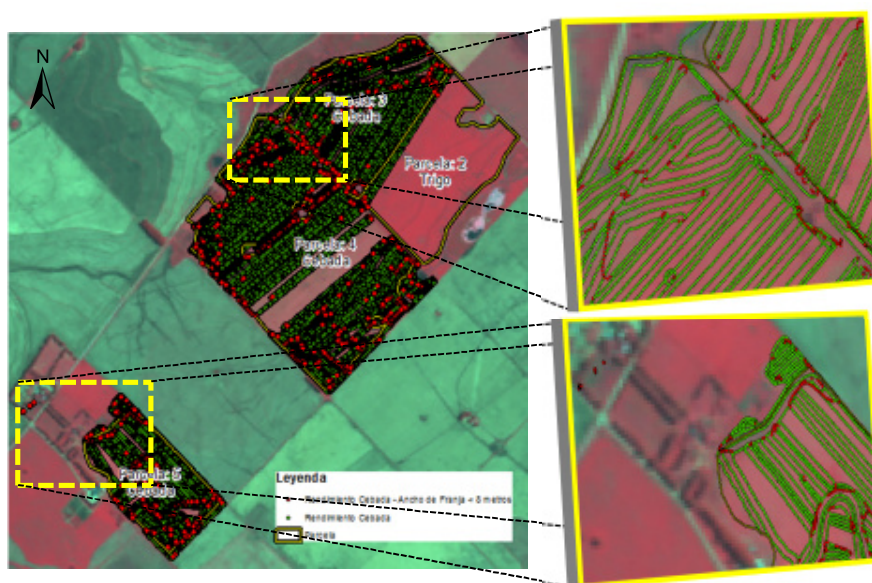 N
Parcela: 3
Cebada
Parcela: 2
Trigo
Parcela: 4
Cebada
Parcela: 5
Cebada
Leyenda
Rendimiento Cebada - Ancho de Franja < 6 metros
Rendimiento Cebada
Parcela